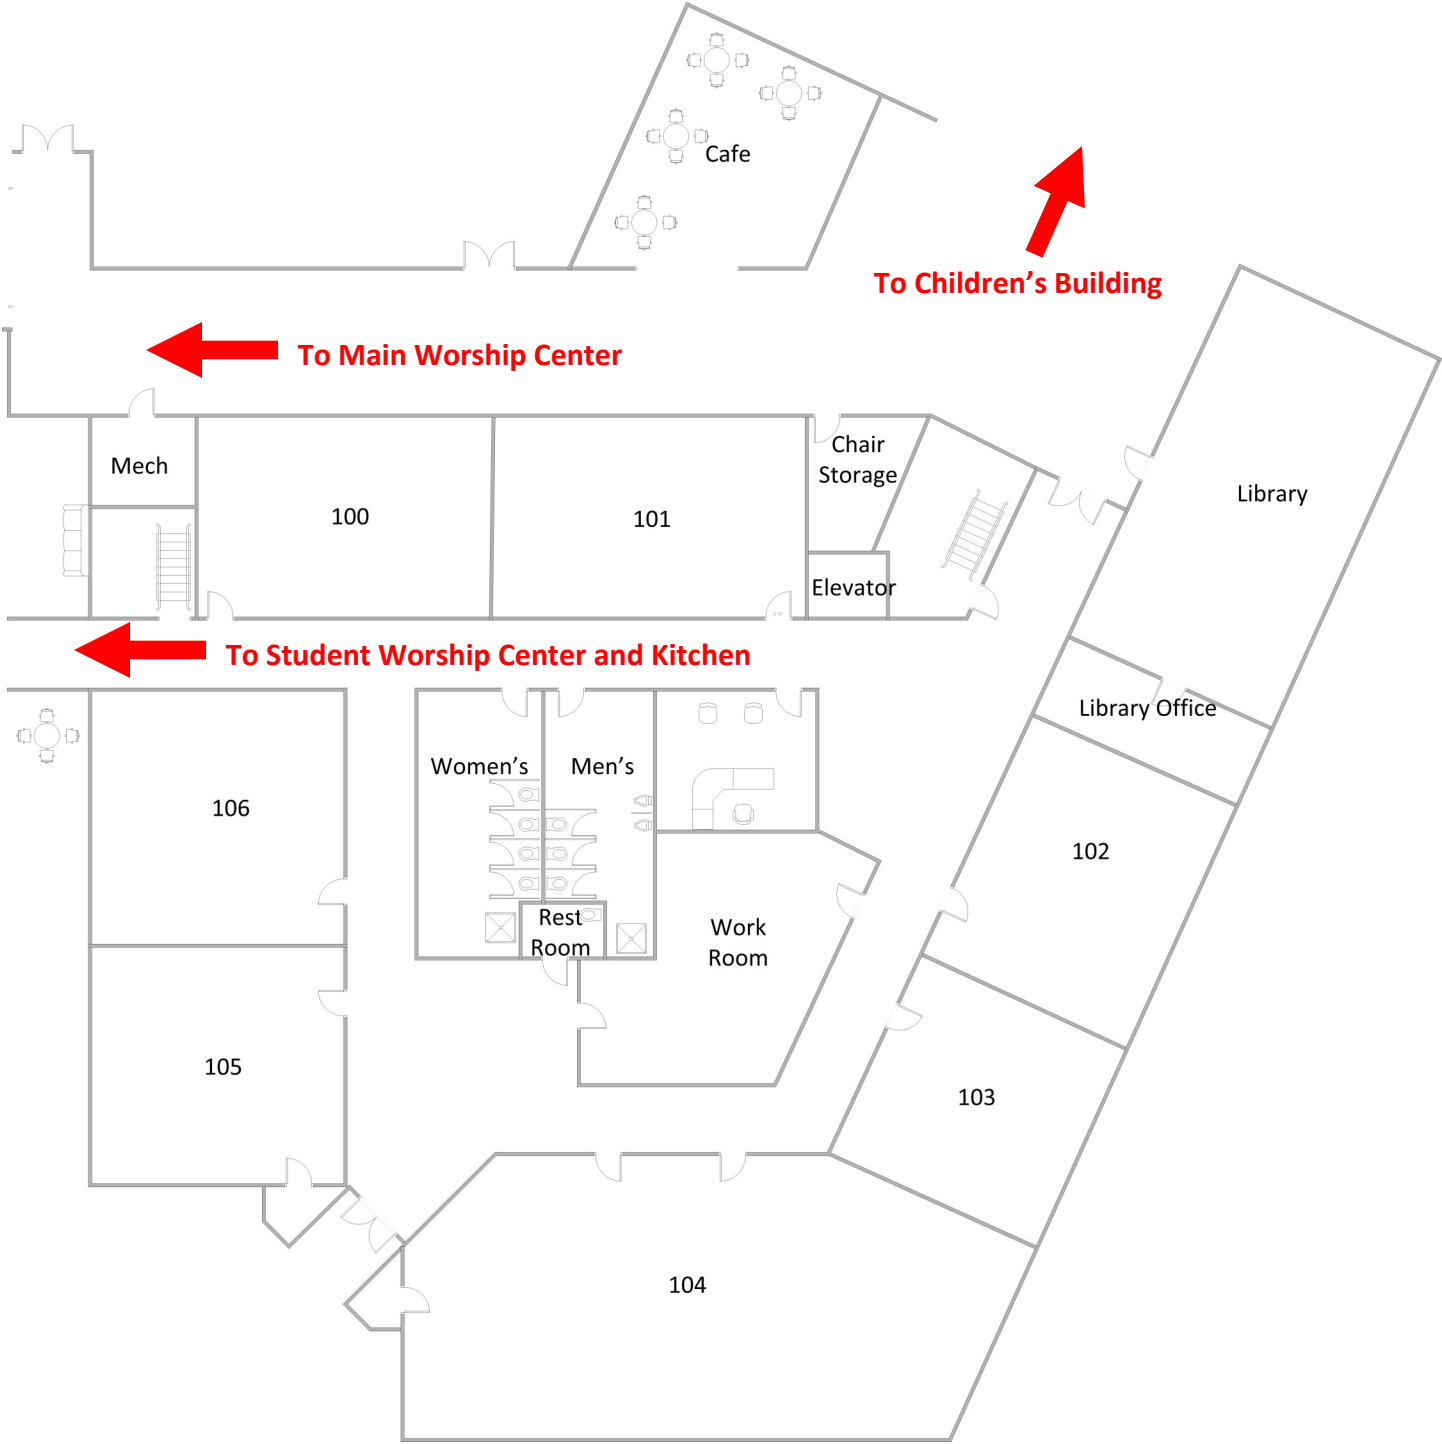 Cafe
To Children's Building
To Main Worship Center
Chair
Storage
Mech
Library
100
101
Elevator
To Student Worship Center and Kitchen
Library Office
Women's
Men's
106
102
Rest
Room
Work
Room
105
103
104